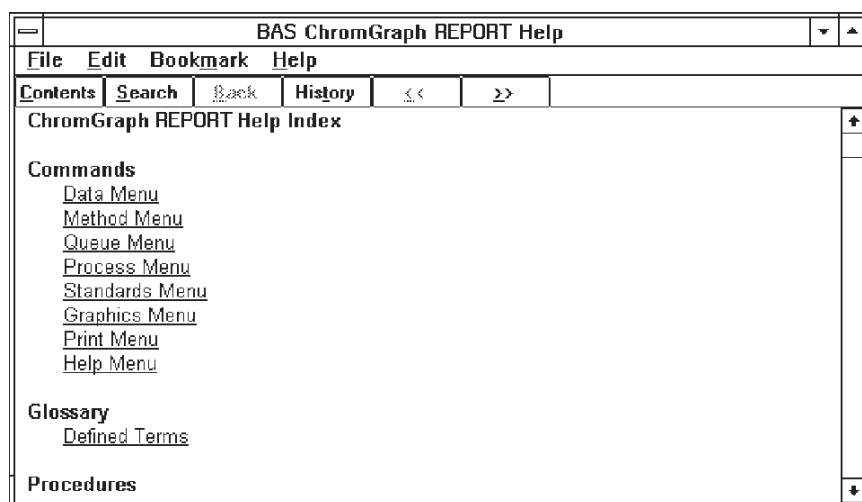 BAS ChromGraph REPORT Help
File Edit Bookmark Help
Contents Search Back History << >>
ChromGraph REPORT Help Index
Commands
Data Menu
Method Menu
Queue Menu
Process Menu
Standards Menu
Graphics Menu
Print Menu
Help Menu
Glossary
Defined Terms
Procedures